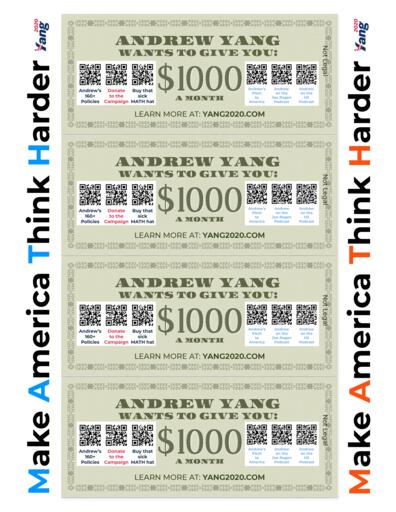 Make America Think Harder
Yang
2020
ANDREW YANG
WANTS TO GIVE YOU:
Andrew's
160+
Policies
Donate
to the
Campaign
Buy that
sick
MATH hat
$1000
A MONTH
Andrew's
Pitch
to
America
Andrew
on the
Joe Rogan
Podcast
Andrew
on the
H3
Podcast
Not Legal
LEARN MORE AT: YANG2020.COM
ANDREW YANG
WANTS TO GIVE YOU:
Andrew's
160+
Policies
Donate
to the
Campaign
Buy that
sick
MATH hat
$1000
A MONTH
Andrew's
Pitch
to
America
Andrew
on the
Joe Rogan
Podcast
Andrew
on the
H3
Podcast
Not Legal
LEARN MORE AT: YANG2020.COM
ANDREW YANG
WANTS TO GIVE YOU:
Andrew's
160+
Policies
Donate
to the
Campaign
Buy that
sick
MATH hat
$1000
A MONTH
Andrew's
Pitch
to
America
Andrew
on the
Joe Rogan
Podcast
Andrew
on the
H3
Podcast
Not Legal
LEARN MORE AT: YANG2020.COM
ANDREW YANG
WANTS TO GIVE YOU:
Andrew's
160+
Policies
Donate
to the
Campaign
Buy that
sick
MATH hat
$1000
A MONTH
Andrew's
Pitch
to
America
Andrew
on the
Joe Rogan
Podcast
Andrew
on the
H3
Podcast
Not Legal
LEARN MORE AT: YANG2020.COM
Make America Think Harder
Yang
2020